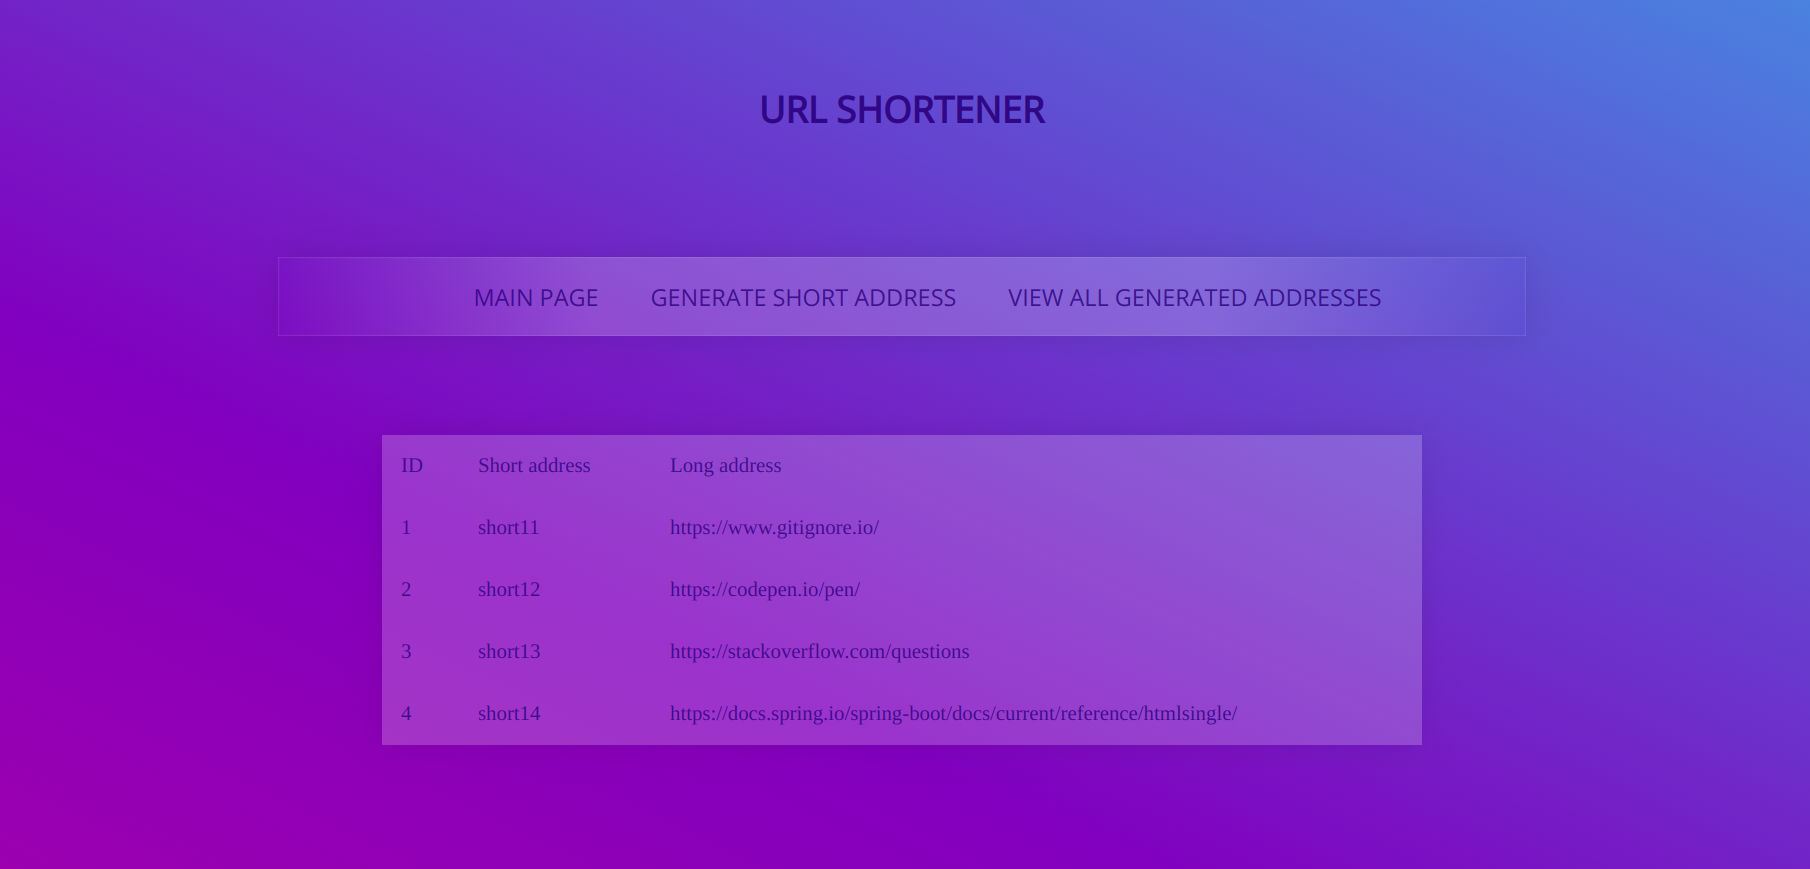 URL SHORTENER
MAIN PAGE GENERATE SHORT ADDRESS VIEW ALL GENERATED ADDRESSES
ID Short address Long address
1 short11 https://www.gitignore.io/
2 short12 https://codepen.io/pen/
3 short13 https://stackoverflow.com/questions
4 short14 https://docs.spring.io/spring-boot/docs/current/reference/htmlsingle/